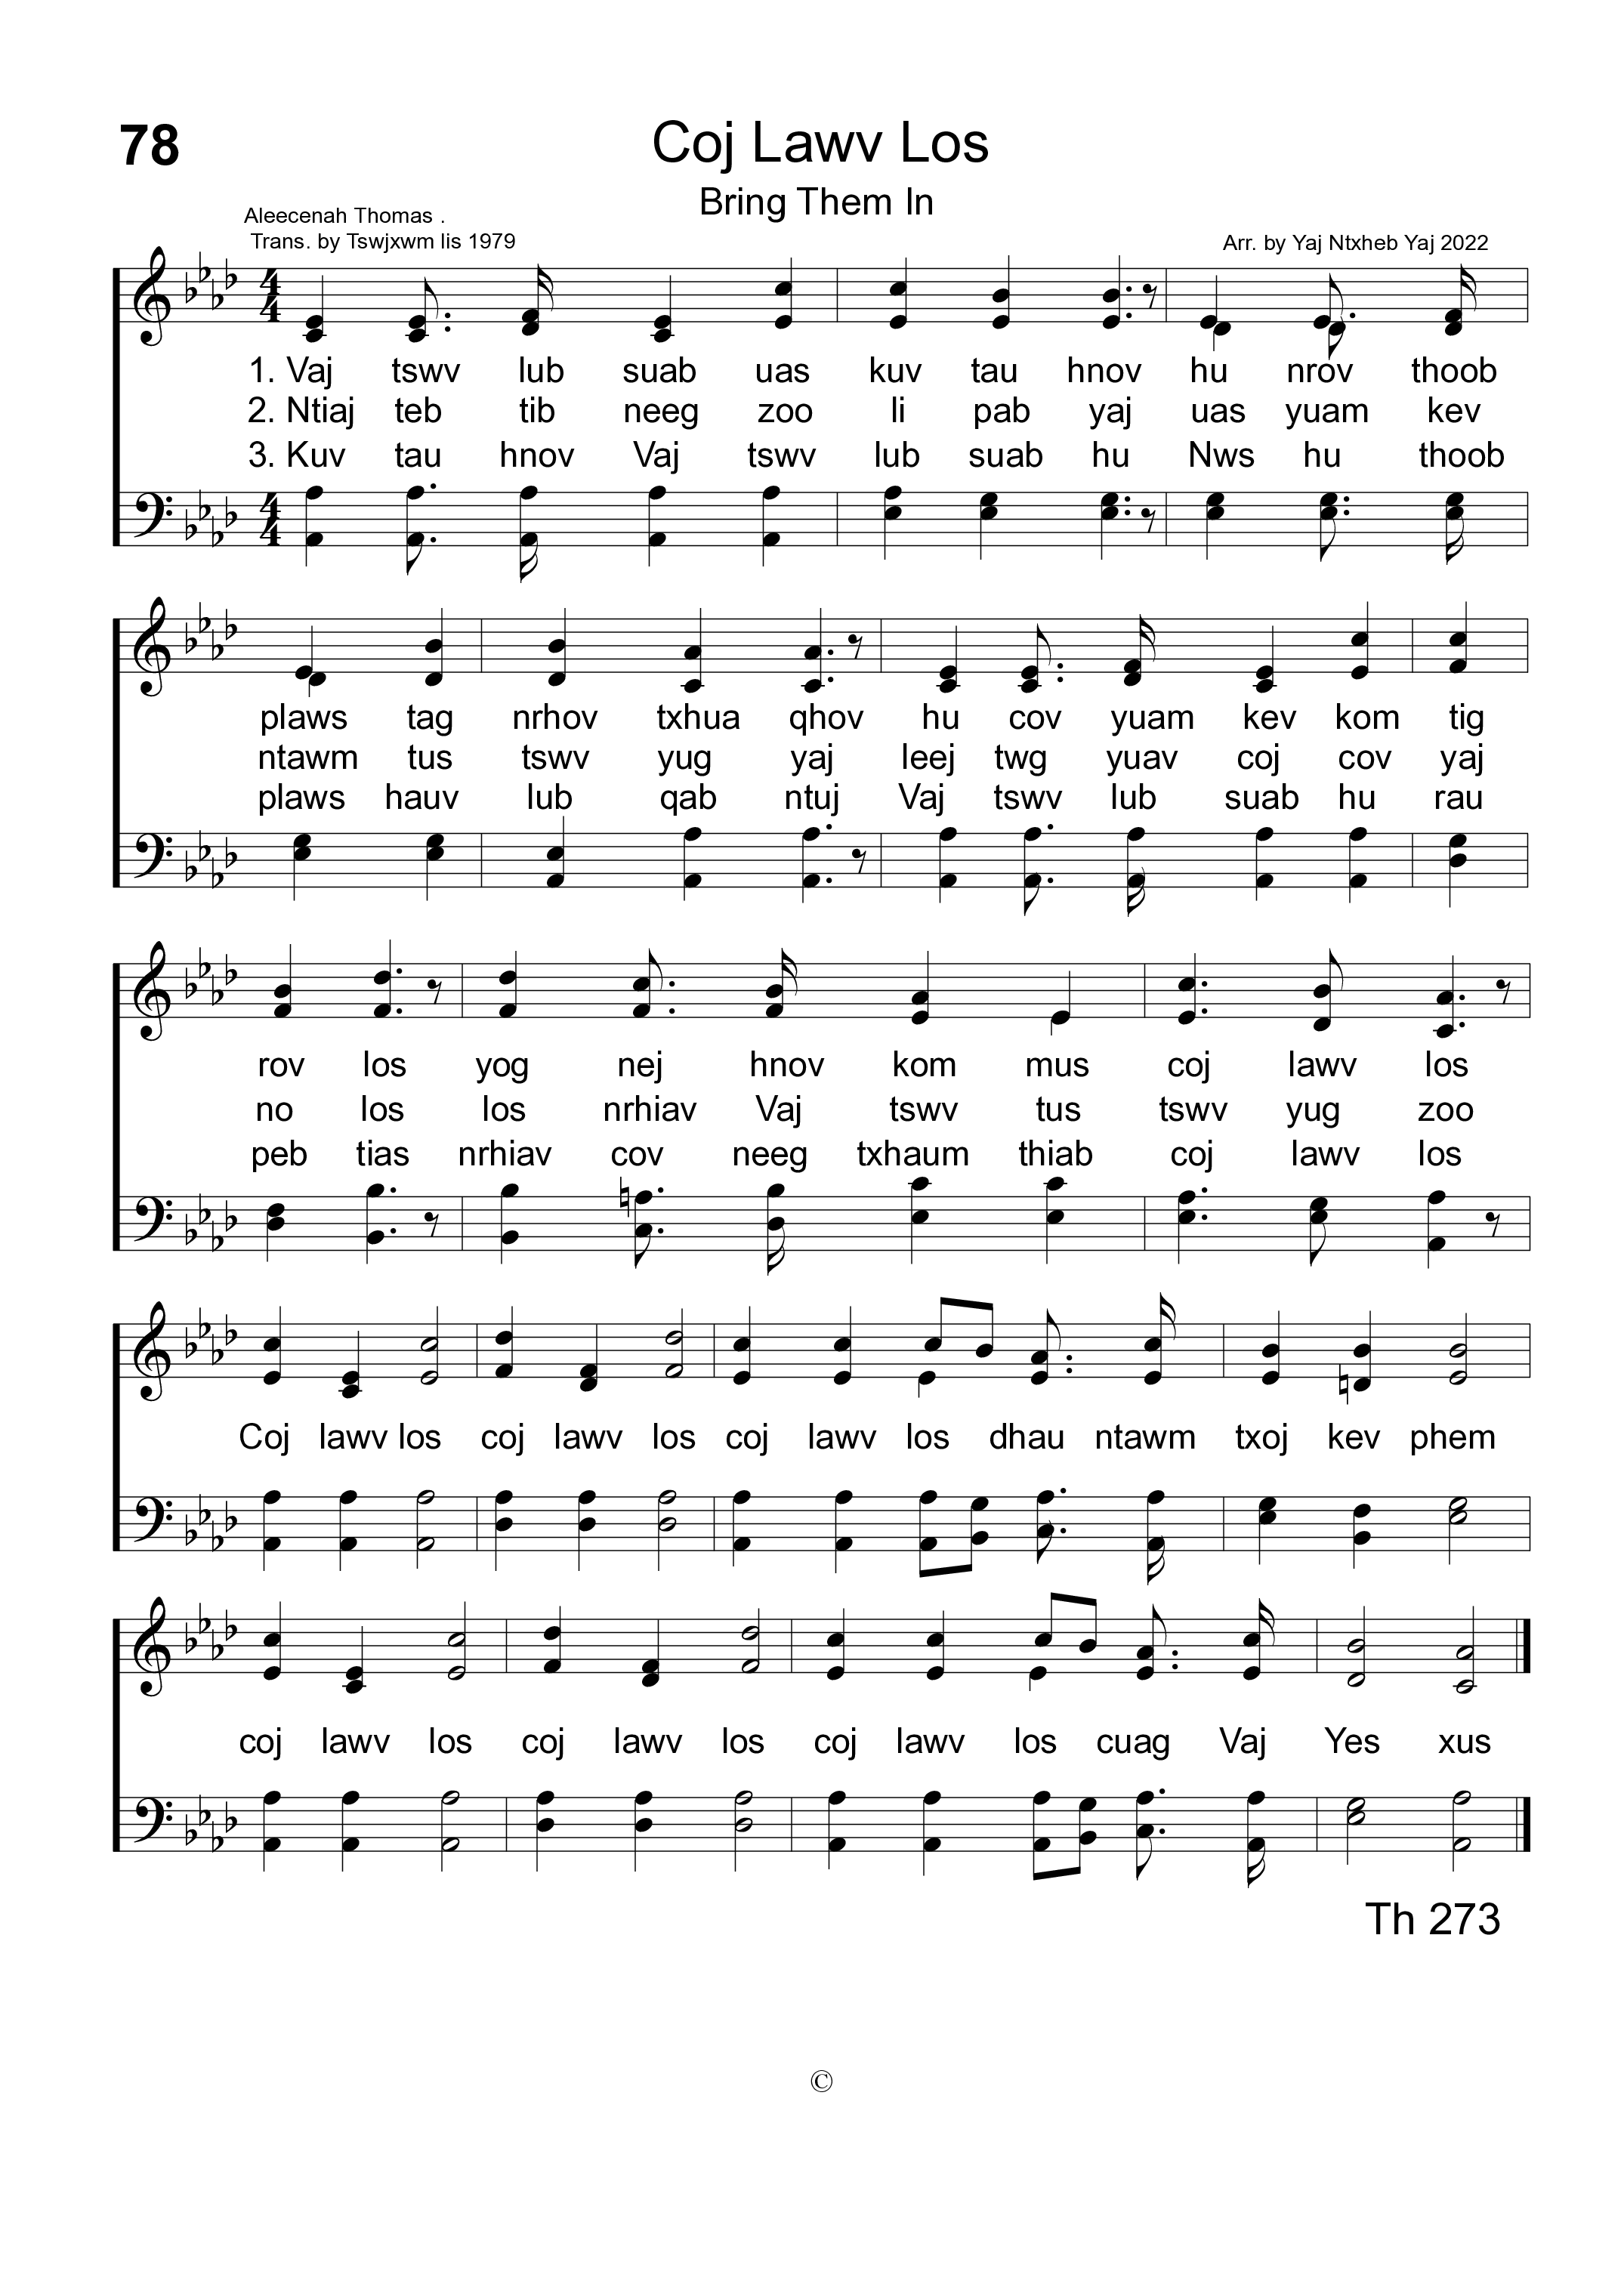 78
Coj Lawv Los
Bring Them In
Aleecenah Thomas .
Trans. by Tswjxwm lis 1979
Arr. by Yaj Ntxheb Yaj 2022
1. Vaj tswv lub suab uas kuv tau hnov hu nrov thoob
2. Ntiaj teb tib neeg zoo li pab yaj uas yuam kev
3. Kuv tau hnov Vaj tswv lub suab hu Nws hu thoob
plaws tag nrhov txhua qhov hu cov yuam kev kom tig
ntawm tus tswv yug yaj leej twg yuav coj cov yaj
plaws hauv lub qab ntuj Vaj tswv lub suab hu rau
rov los yog nej hnov kom mus coj lawv los
no los los nrhiav Vaj tswv tus tswv yug zoo
peb tias nrhiav cov neeg txhaum thiab coj lawv los
Coj lawv los coj lawv los coj lawv los dhau ntawm txoj kev phem
coj lawv los coj lawv los coj lawv los cuag Vaj Yes xus
Th 273
©